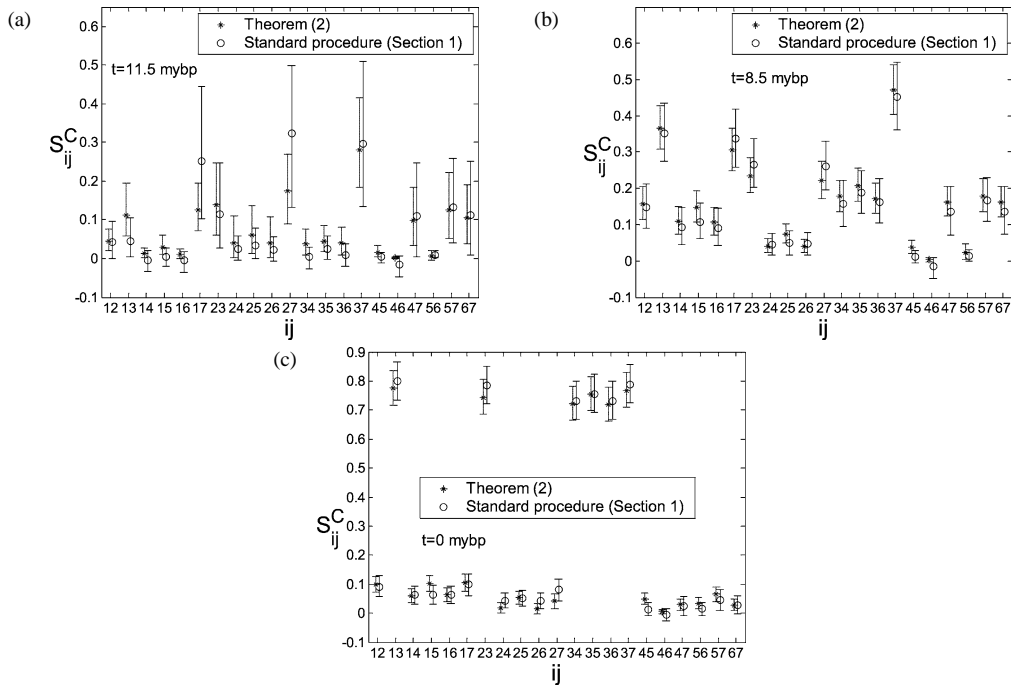 (a)
* Theorem (2)
○ Standard procedure (Section 1)
t=11.5 mybp
S_ij^C
0.6
0.5
0.4
0.3
0.2
0.1
0
-0.1
12 13 14 15 16 17 23 24 25 26 27 34 35 36 37 45 46 47 56 57 67
ij
(b)
* Theorem (2)
○ Standard procedure (Section 1)
t=8.5 mybp
S_ij^C
0.6
0.5
0.4
0.3
0.2
0.1
0
-0.1
12 13 14 15 16 17 23 24 25 26 27 34 35 36 37 45 46 47 56 57 67
ij
(c)
* Theorem (2)
○ Standard procedure (Section 1)
t=0 mybp
S_ij^C
0.9
0.8
0.7
0.6
0.5
0.4
0.3
0.2
0.1
0
-0.1
12 13 14 15 16 17 23 24 25 26 27 34 35 36 37 45 46 47 56 57 67
ij